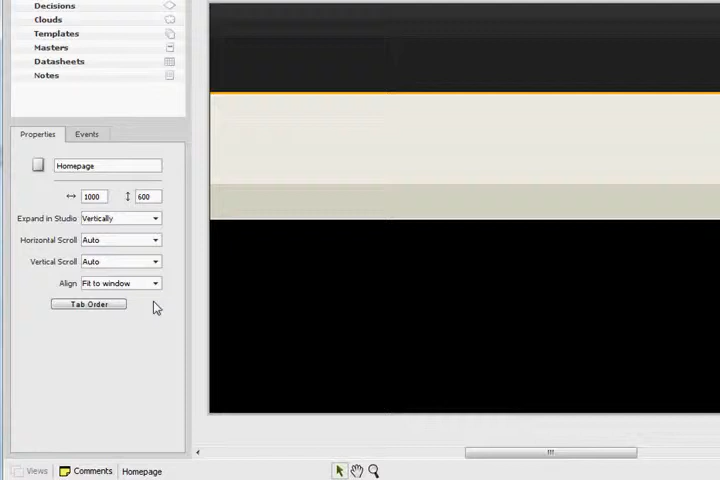 Decisions
Clouds
Templates
Masters
Datasheets
Notes
Properties
Events
Homepage
1000
600
Expand in Studio Vertically
Horizontal Scroll Auto
Vertical Scroll Auto
Align Fit to window
Tab Order
Views Comments Homepage